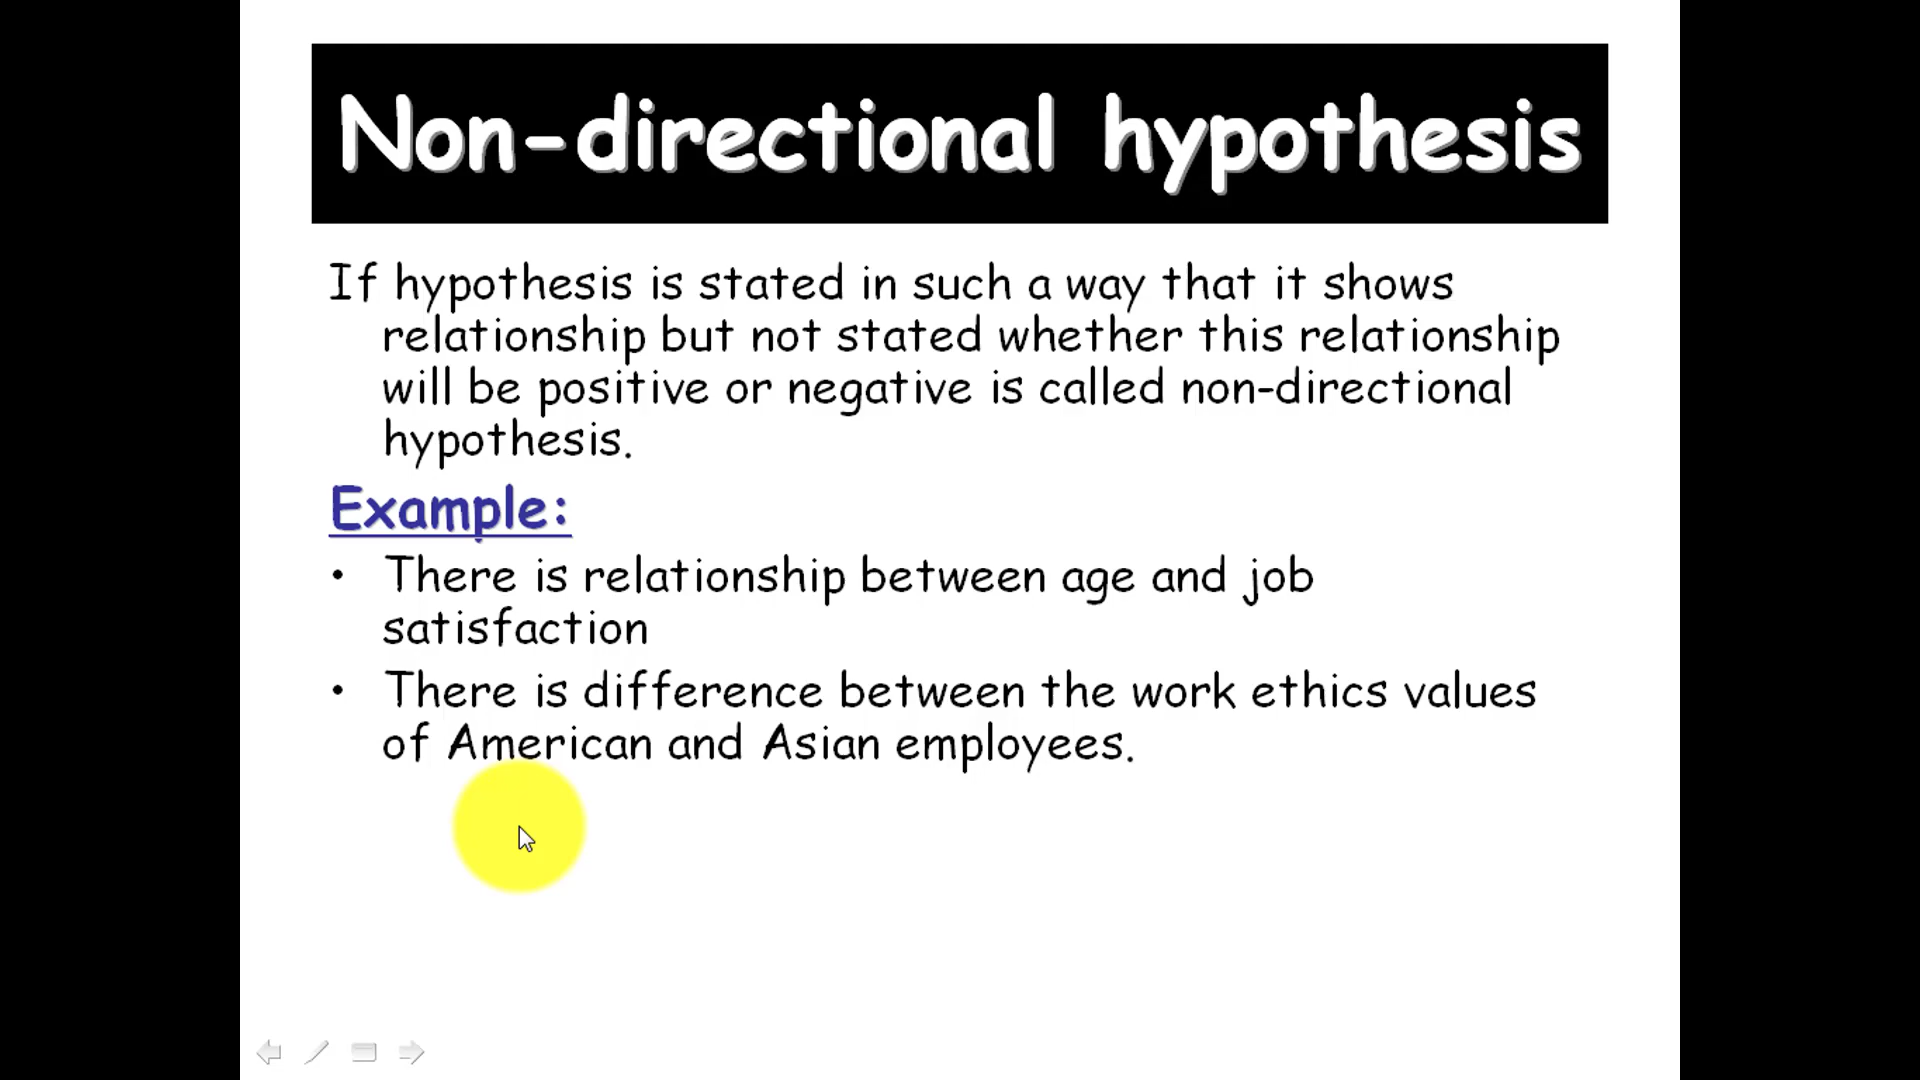 Non-directional hypothesis
If hypothesis is stated in such a way that it shows
relationship but not stated whether this relationship
will be positive or negative is called non-directional
hypothesis.
Example:
• There is relationship between age and job
satisfaction
• There is difference between the work ethics values
of American and Asian employees.